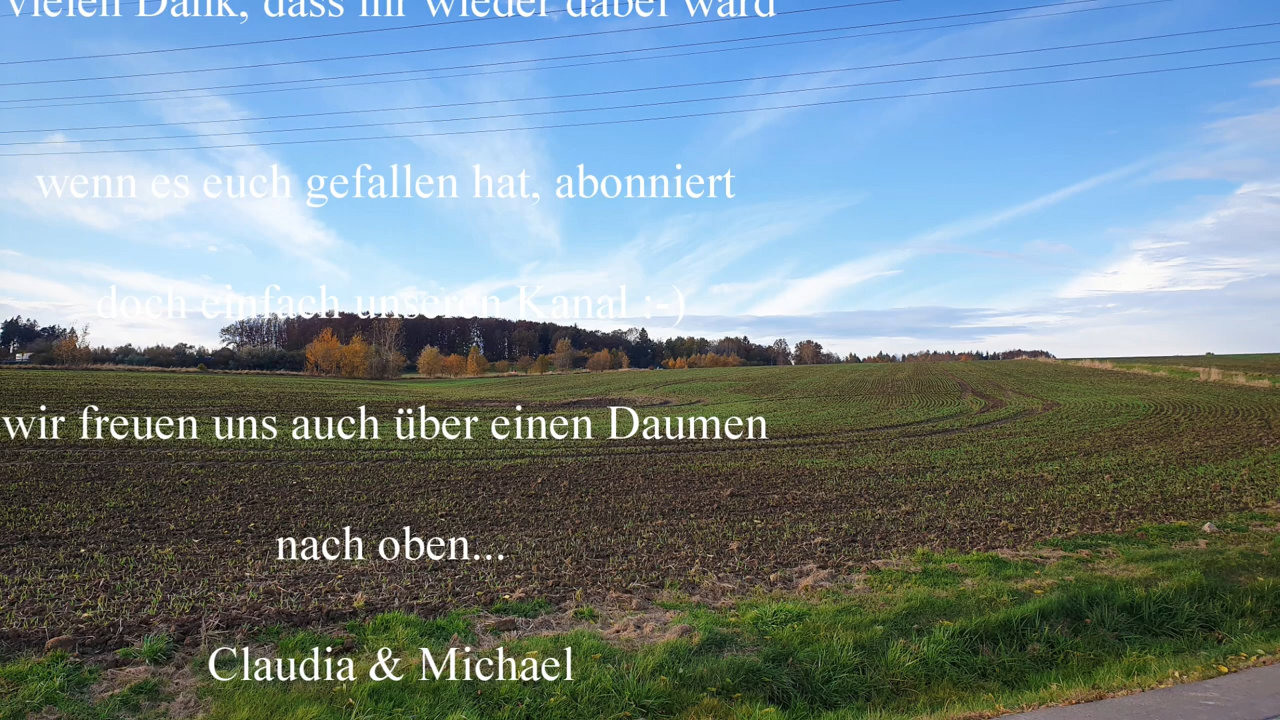 vielen Dank, dass ihr wieder dabei ward
wenn es euch gefallen hat, abonniert
doch einfach unseren Kanal :-)
wir freuen uns auch über einen Daumen
nach oben...
Claudia & Michael